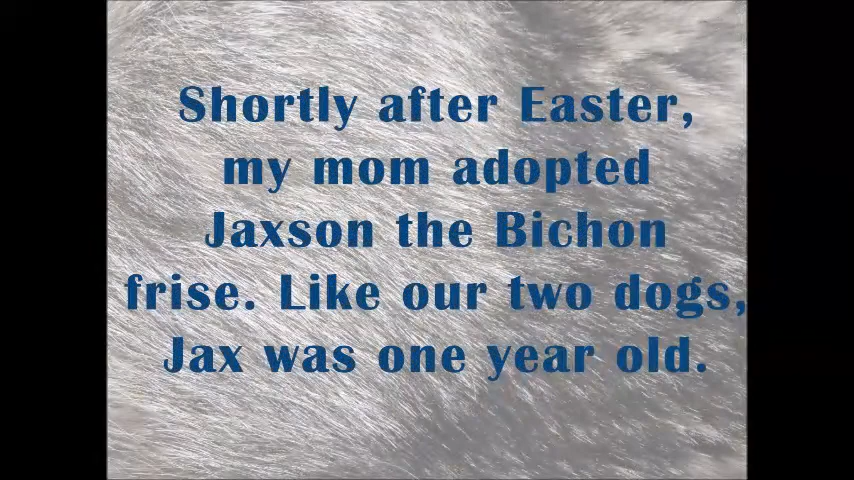 Shortly after Easter,
my mom adopted
Jaxson the Bichon
frise. Like our two dogs,
Jax was one year old.